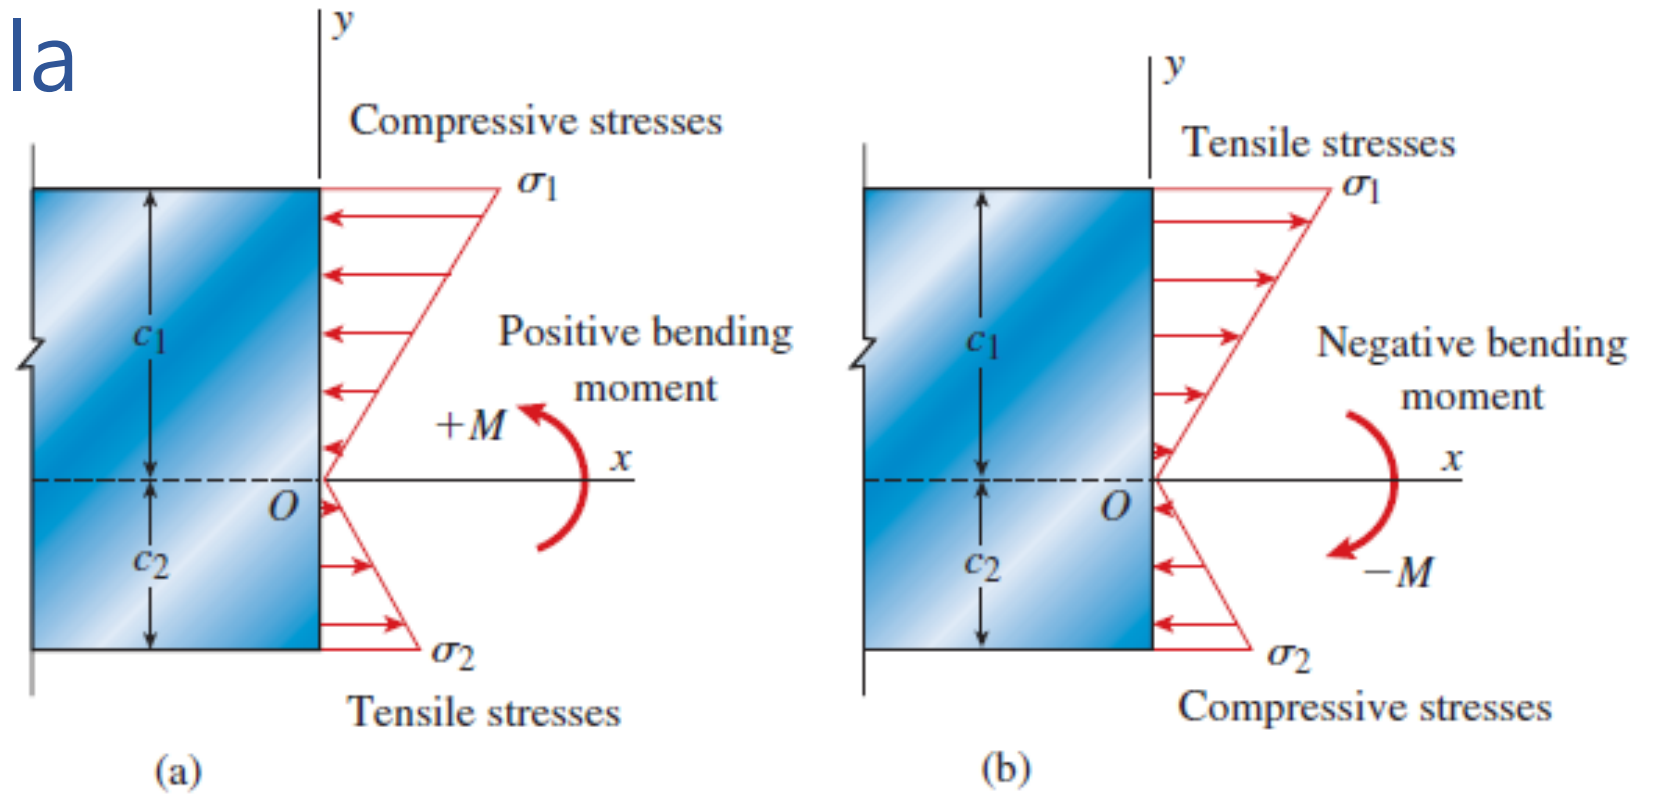 la
y
Compressive stresses
σ1
c1
Positive bending
moment
+M
x
O
c2
σ2
Tensile stresses
(a)
y
Tensile stresses
σ1
c1
Negative bending
moment
x
O
c2
−M
σ2
Compressive stresses
(b)